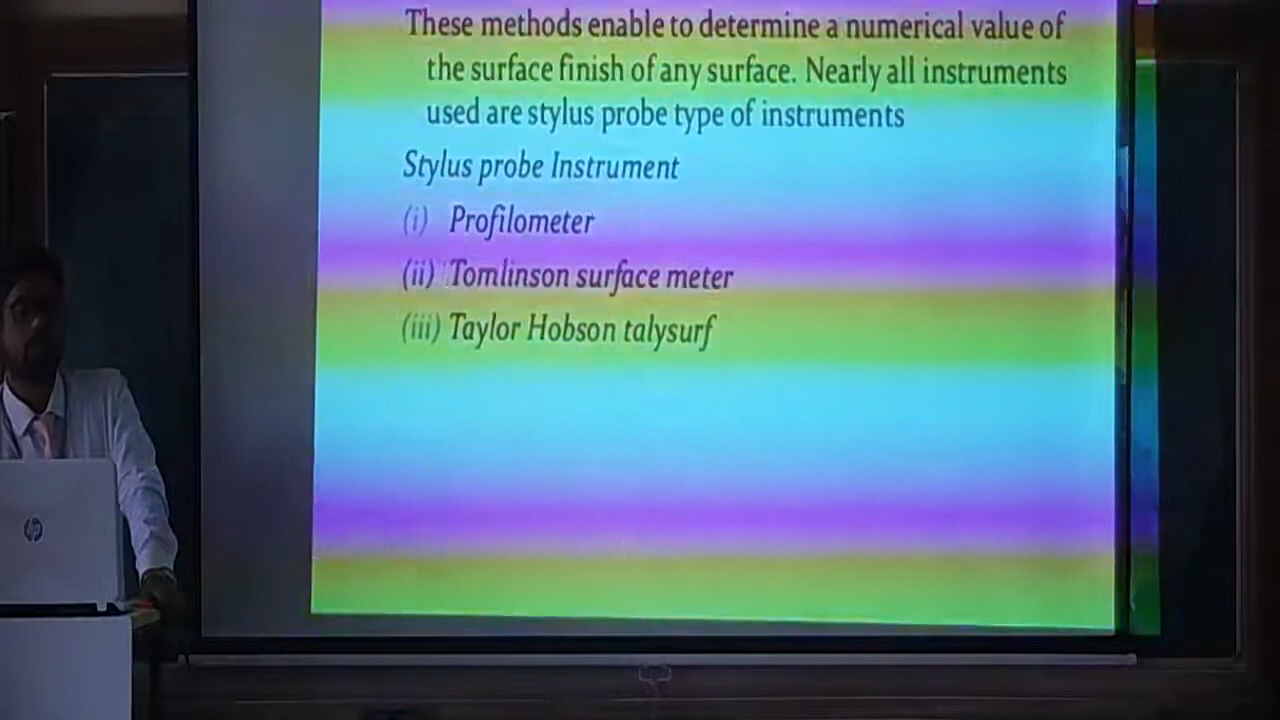 These methods enable to determine a numerical value of
the surface finish of any surface. Nearly all instruments
used are stylus probe type of instruments
Stylus probe Instrument
(i) Profilometer
(ii) Tomlinson surface meter
(iii) Taylor Hobson talysurf
hp